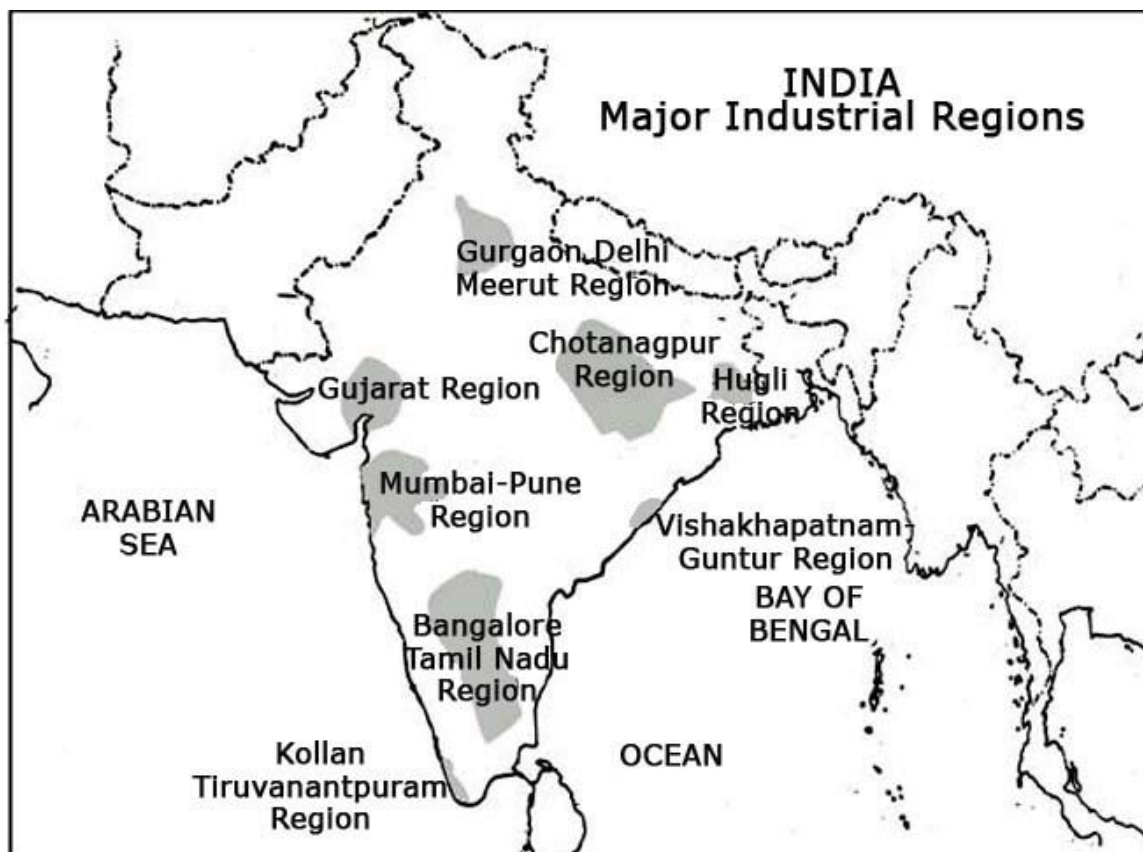 INDIA
Major Industrial Regions
Gurgaon Delhi
Meerut Region
Chotanagpur
Region
Hugli
Region
Gujarat Region
Mumbai-Pune
Region
ARABIAN
SEA
Vishakhapatnam-
Guntur Region
BAY OF
BENGAL
Bangalore
Tamil Nadu
Region
Kollan
Tiruvanantpuram
Region
OCEAN